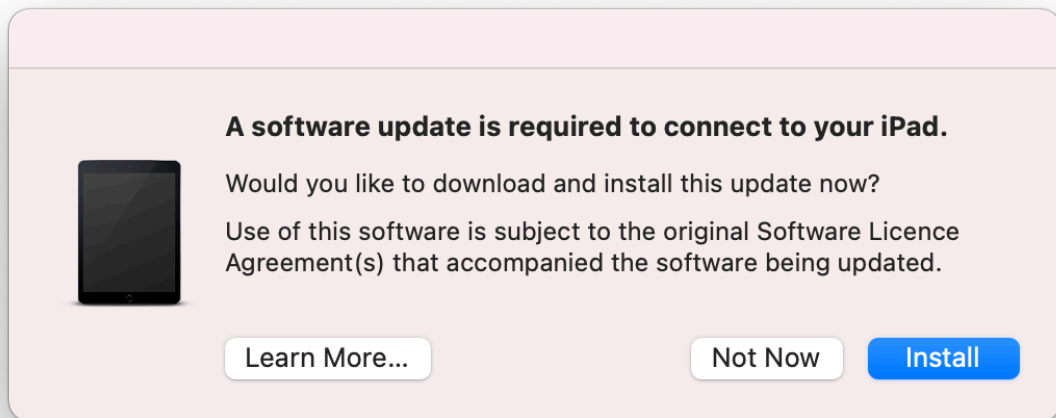 A software update is required to connect to your iPad.
Would you like to download and install this update now?
Use of this software is subject to the original Software Licence
Agreement(s) that accompanied the software being updated.
Learn More...
Not Now
Install